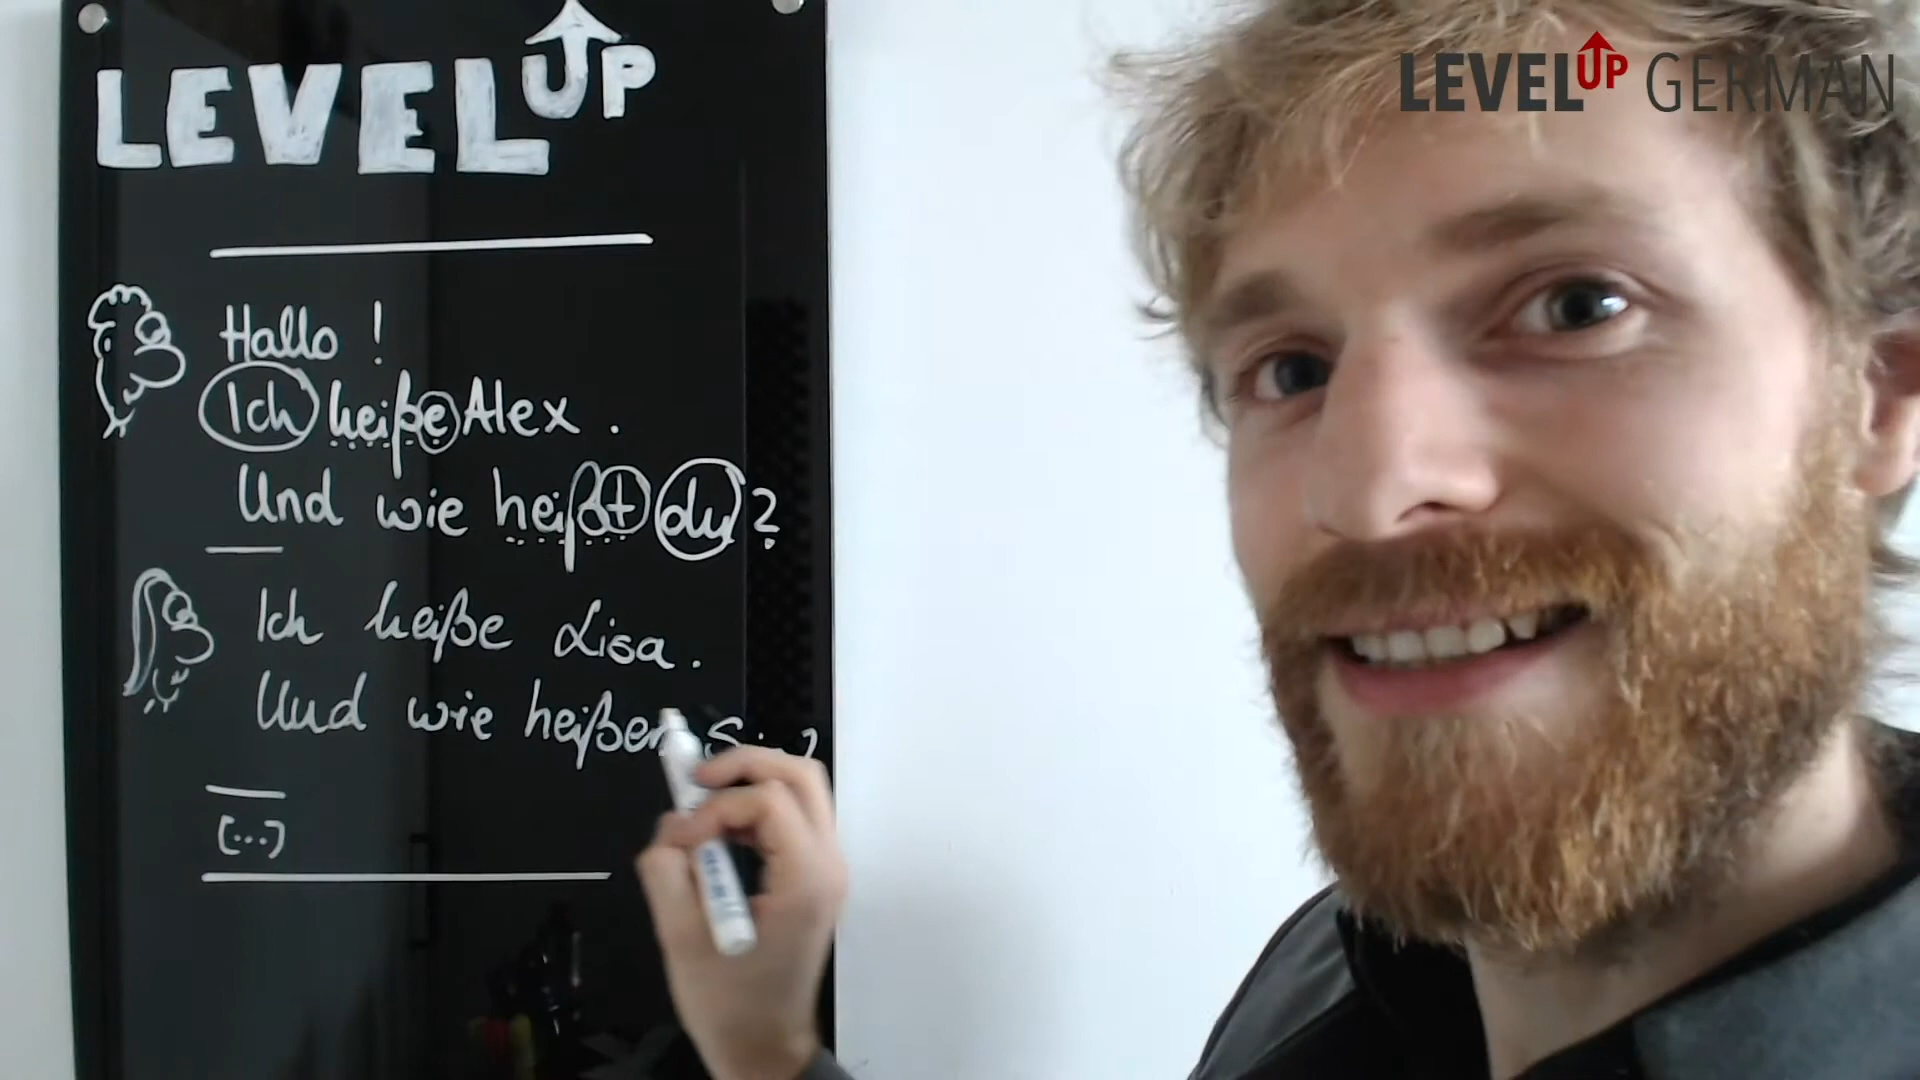 LEVEL UP
LEVEL UP GERMAN
Hallo !
Ich heiße Alex .
Und wie heißt du ?
Ich heiße Lisa .
Und wie heißen ?
[...]